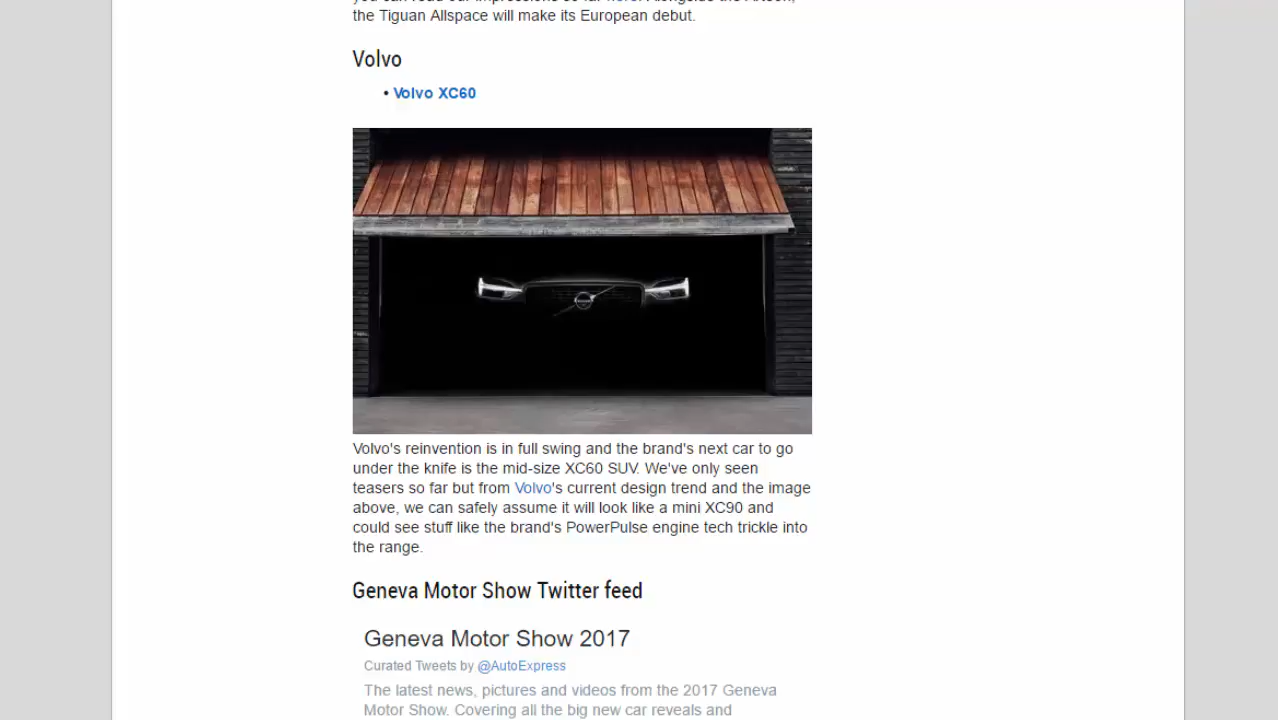 the Tiguan Allspace will make its European debut.
Volvo
• Volvo XC60
Volvo's reinvention is in full swing and the brand's next car to go
under the knife is the mid-size XC60 SUV. We've only seen
teasers so far but from Volvo's current design trend and the image
above, we can safely assume it will look like a mini XC90 and
could see stuff like the brand's PowerPulse engine tech trickle into
the range.
Geneva Motor Show Twitter feed
Geneva Motor Show 2017
Curated Tweets by @AutoExpress
The latest news, pictures and videos from the 2017 Geneva
Motor Show. Covering all the big new car reveals and